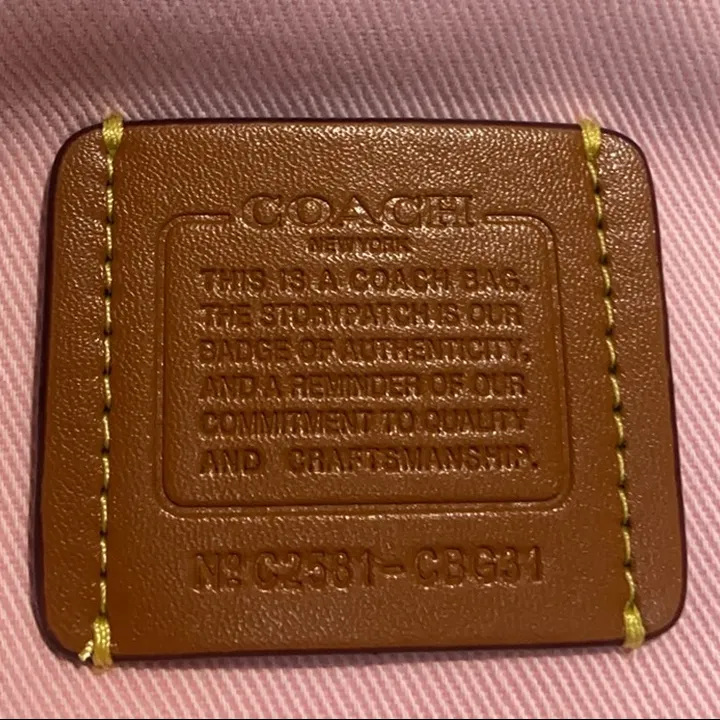 COACH
NEW YORK
THIS IS A COACH BAG.
THE STORYPATCH IS OUR
BADGE OF AUTHENTICITY,
AND A REMINDER OF OUR
COMMITMENT TO QUALITY
AND CRAFTSMANSHIP.
Nº C2581-CBG31